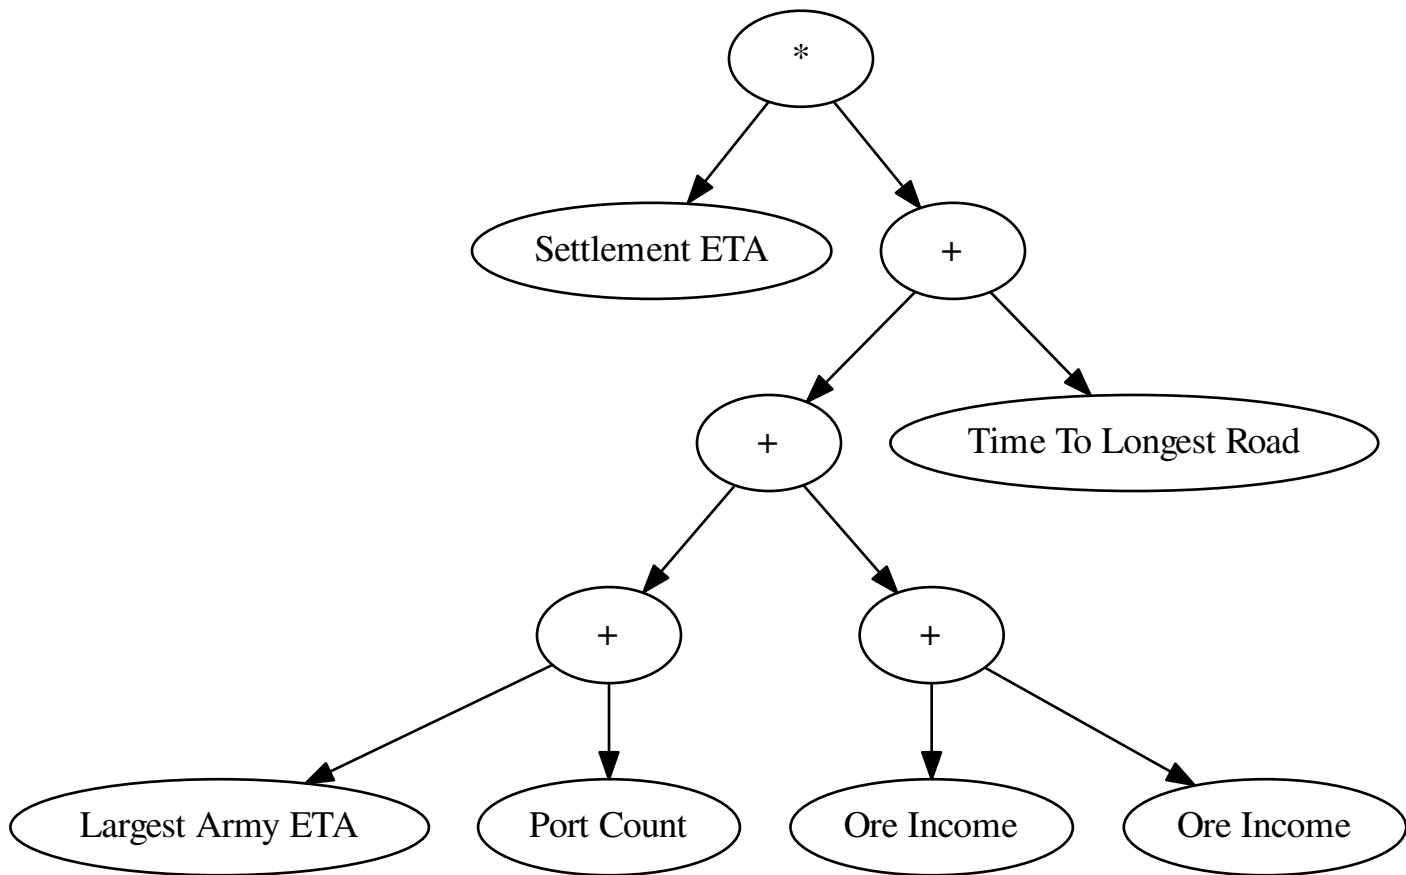 *
Settlement ETA
+
+
Time To Longest Road
+
+
Largest Army ETA
Port Count
Ore Income
Ore Income